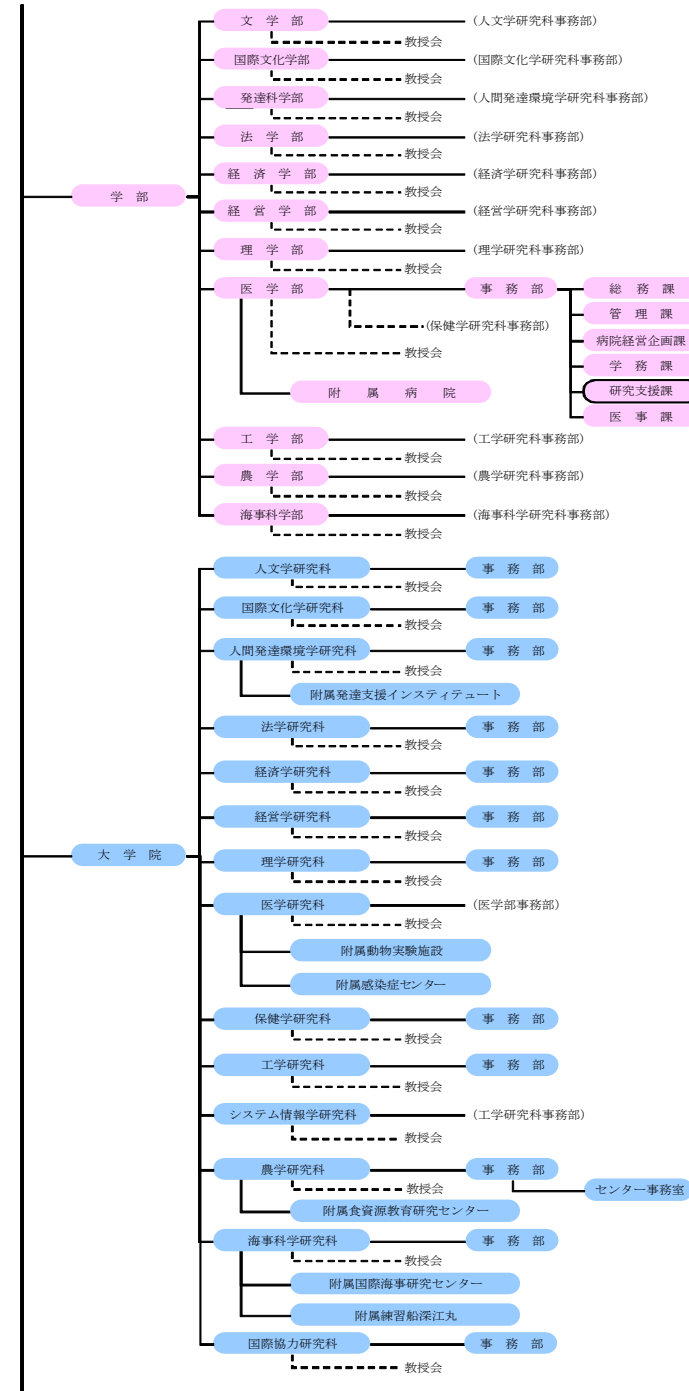 文 学 部 (人文学研究科事務部)
教授会
国際文化学部 (国際文化学研究科事務部)
教授会
発達科学部 (人間発達環境学研究科事務部)
教授会
法 学 部 (法学研究科事務部)
教授会
経 済 学 部 (経済学研究科事務部)
教授会
学 部
経 営 学 部 (経営学研究科事務部)
教授会
理 学 部 (理学研究科事務部)
教授会
医 学 部 事 務 部 総 務 課
管 理 課
(保健学研究科事務部)
病院経営企画課
教授会
学 務 課
附 属 病 院 研究支援課
医 事 課
工 学 部 (工学研究科事務部)
教授会
農 学 部 (農学研究科事務部)
教授会
海事科学部 (海事科学研究科事務部)
教授会
人文学研究科 事 務 部
教授会
国際文化学研究科 事 務 部
教授会
人間発達環境学研究科 事 務 部
教授会
附属発達支援インスティテュート
法学研究科 事 務 部
教授会
経済学研究科 事 務 部
教授会
経営学研究科 事 務 部
教授会
大 学 院
理学研究科 事 務 部
教授会
医学研究科 (医学部事務部)
教授会
附属動物実験施設
附属感染症センター
保健学研究科 事 務 部
教授会
工学研究科 事 務 部
教授会
システム情報学研究科 (工学研究科事務部)
教授会
農学研究科 事 務 部
教授会 センター事務室
附属食資源教育研究センター
海事科学研究科 事 務 部
教授会
附属国際海事研究センター
附属練習船深江丸
国際協力研究科 事 務 部
教授会